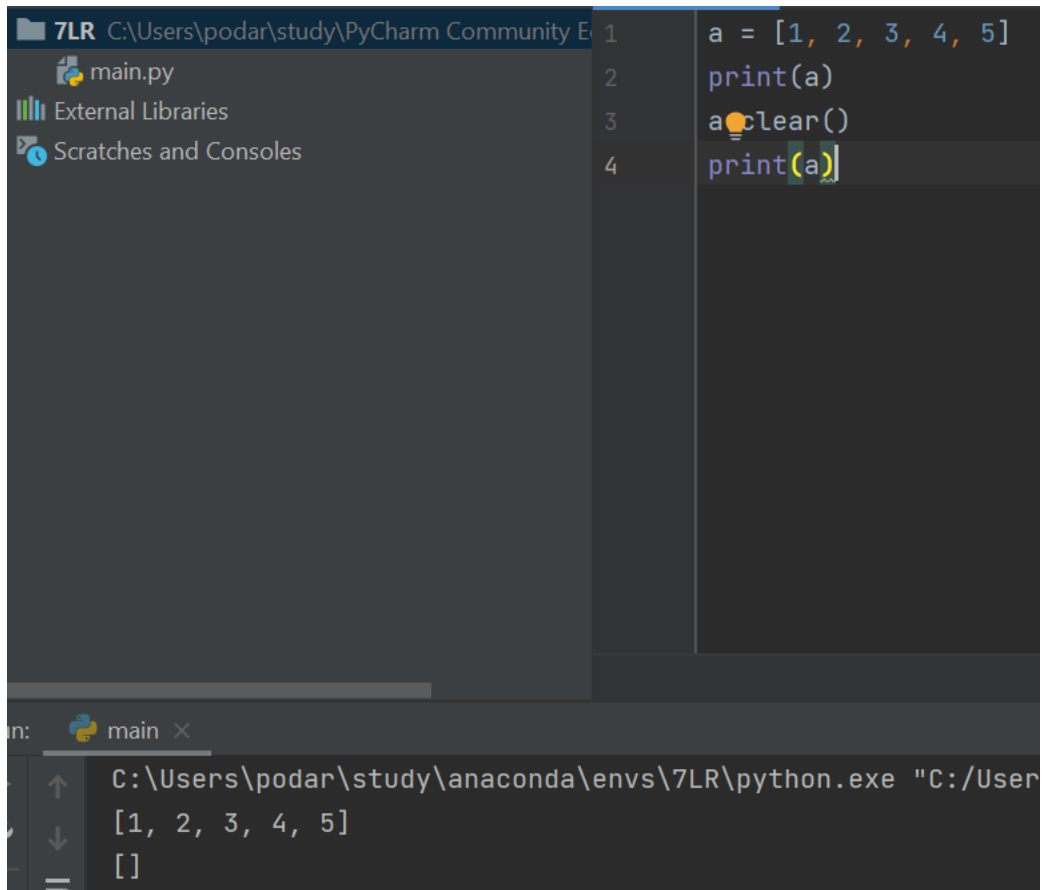 7LR C:\Users\podar\study\PyCharm Community E
main.py
External Libraries
Scratches and Consoles
1 a = [1, 2, 3, 4, 5]
2 print(a)
3 a clear()
4 print(a)
un:
main
C:\Users\podar\study\anaconda\envs\7LR\python.exe "C:/User
[1, 2, 3, 4, 5]
[]